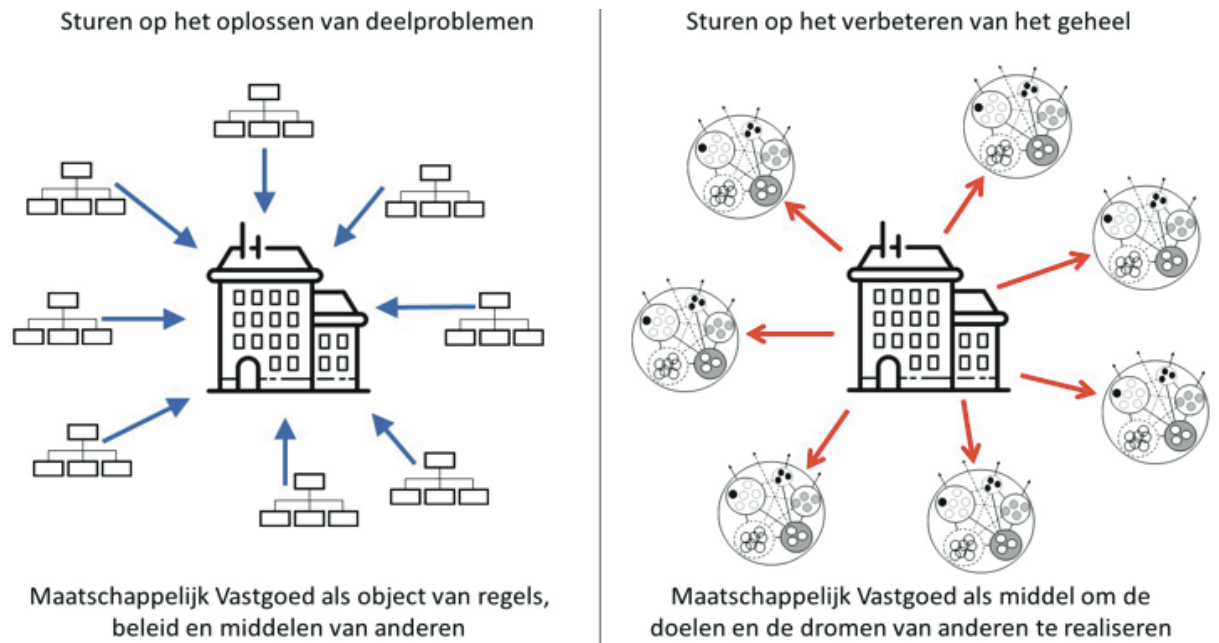 Sturen op het oplossen van deelproblemen
Maatschappelijk Vastgoed als object van regels,
beleid en middelen van anderen
Sturen op het verbeteren van het geheel
Maatschappelijk Vastgoed als middel om de
doelen en de dromen van anderen te realiseren